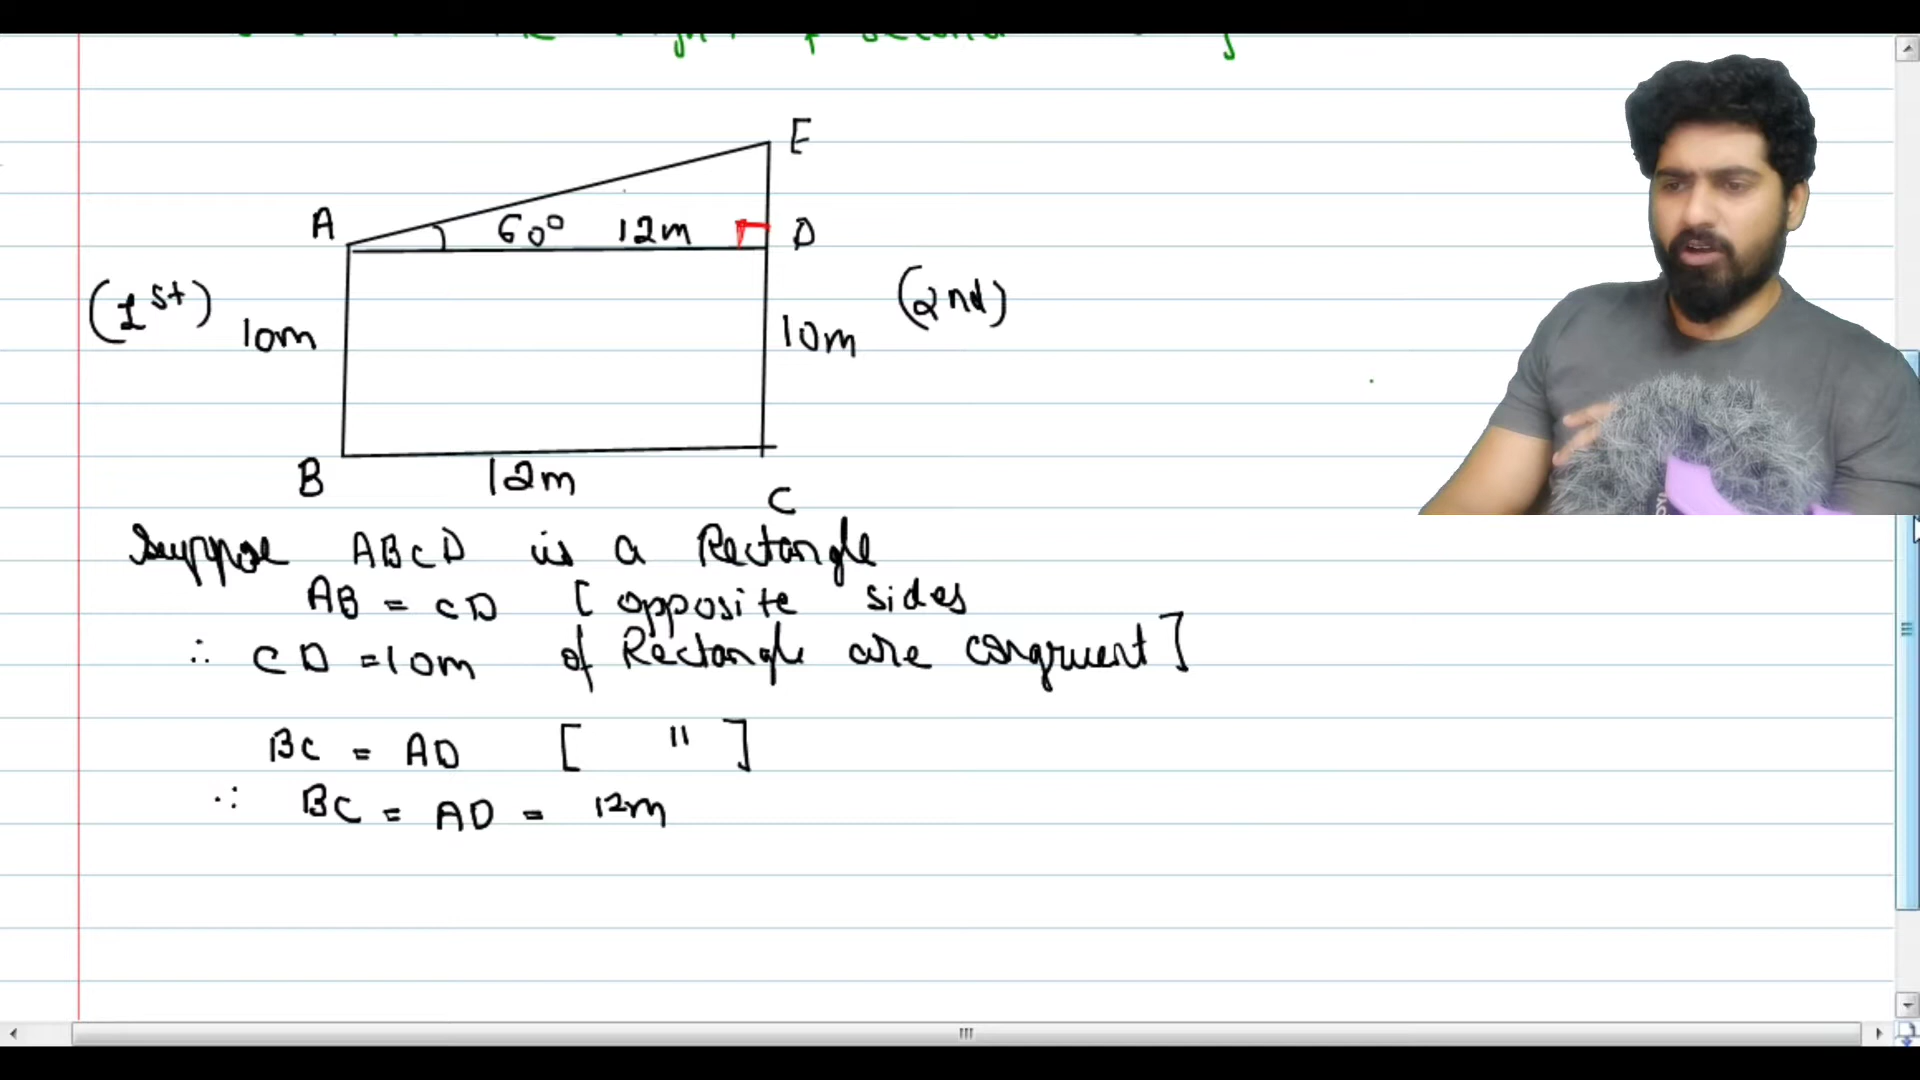 E
A 60° 12m D
(1st) 10m 10m (2nd)
B 12m C
Suppose ABCD is a Rectangle
AB = CD [ opposite sides
∴ CD = 10m of Rectangle are congruent ]
BC = AD [ " ]
∴ BC = AD = 12m